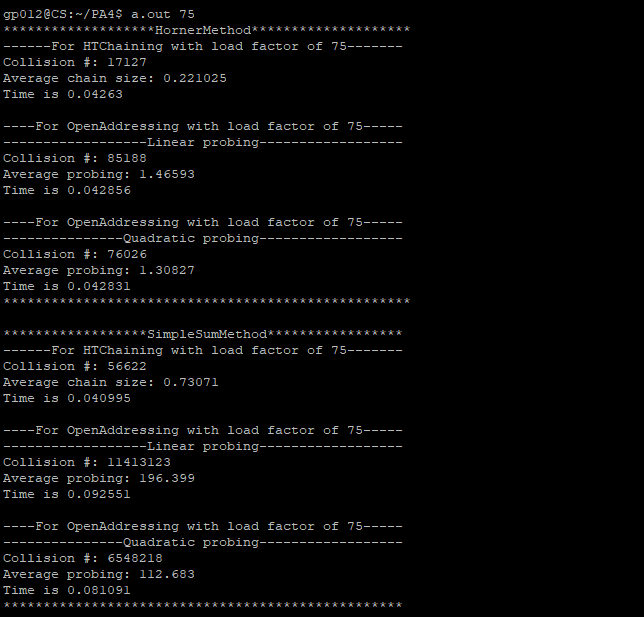 gp012@CS:~/PA4$ a.out 75
*******************HornerMethod********************
------For HTChaining with load factor of 75-------
Collision #: 17127
Average chain size: 0.221025
Time is 0.04263
----For OpenAddressing with load factor of 75-----
------------------Linear probing------------------
Collision #: 85188
Average probing: 1.46593
Time is 0.042856
----For OpenAddressing with load factor of 75-----
---------------Quadratic probing------------------
Collision #: 76026
Average probing: 1.30827
Time is 0.042831
***************************************************
******************SimpleSumMethod*****************
------For HTChaining with load factor of 75-------
Collision #: 56622
Average chain size: 0.73071
Time is 0.040995
----For OpenAddressing with load factor of 75-----
------------------Linear probing------------------
Collision #: 11413123
Average probing: 196.399
Time is 0.092551
----For OpenAddressing with load factor of 75-----
---------------Quadratic probing------------------
Collision #: 6548218
Average probing: 112.683
Time is 0.081091
**************************************************